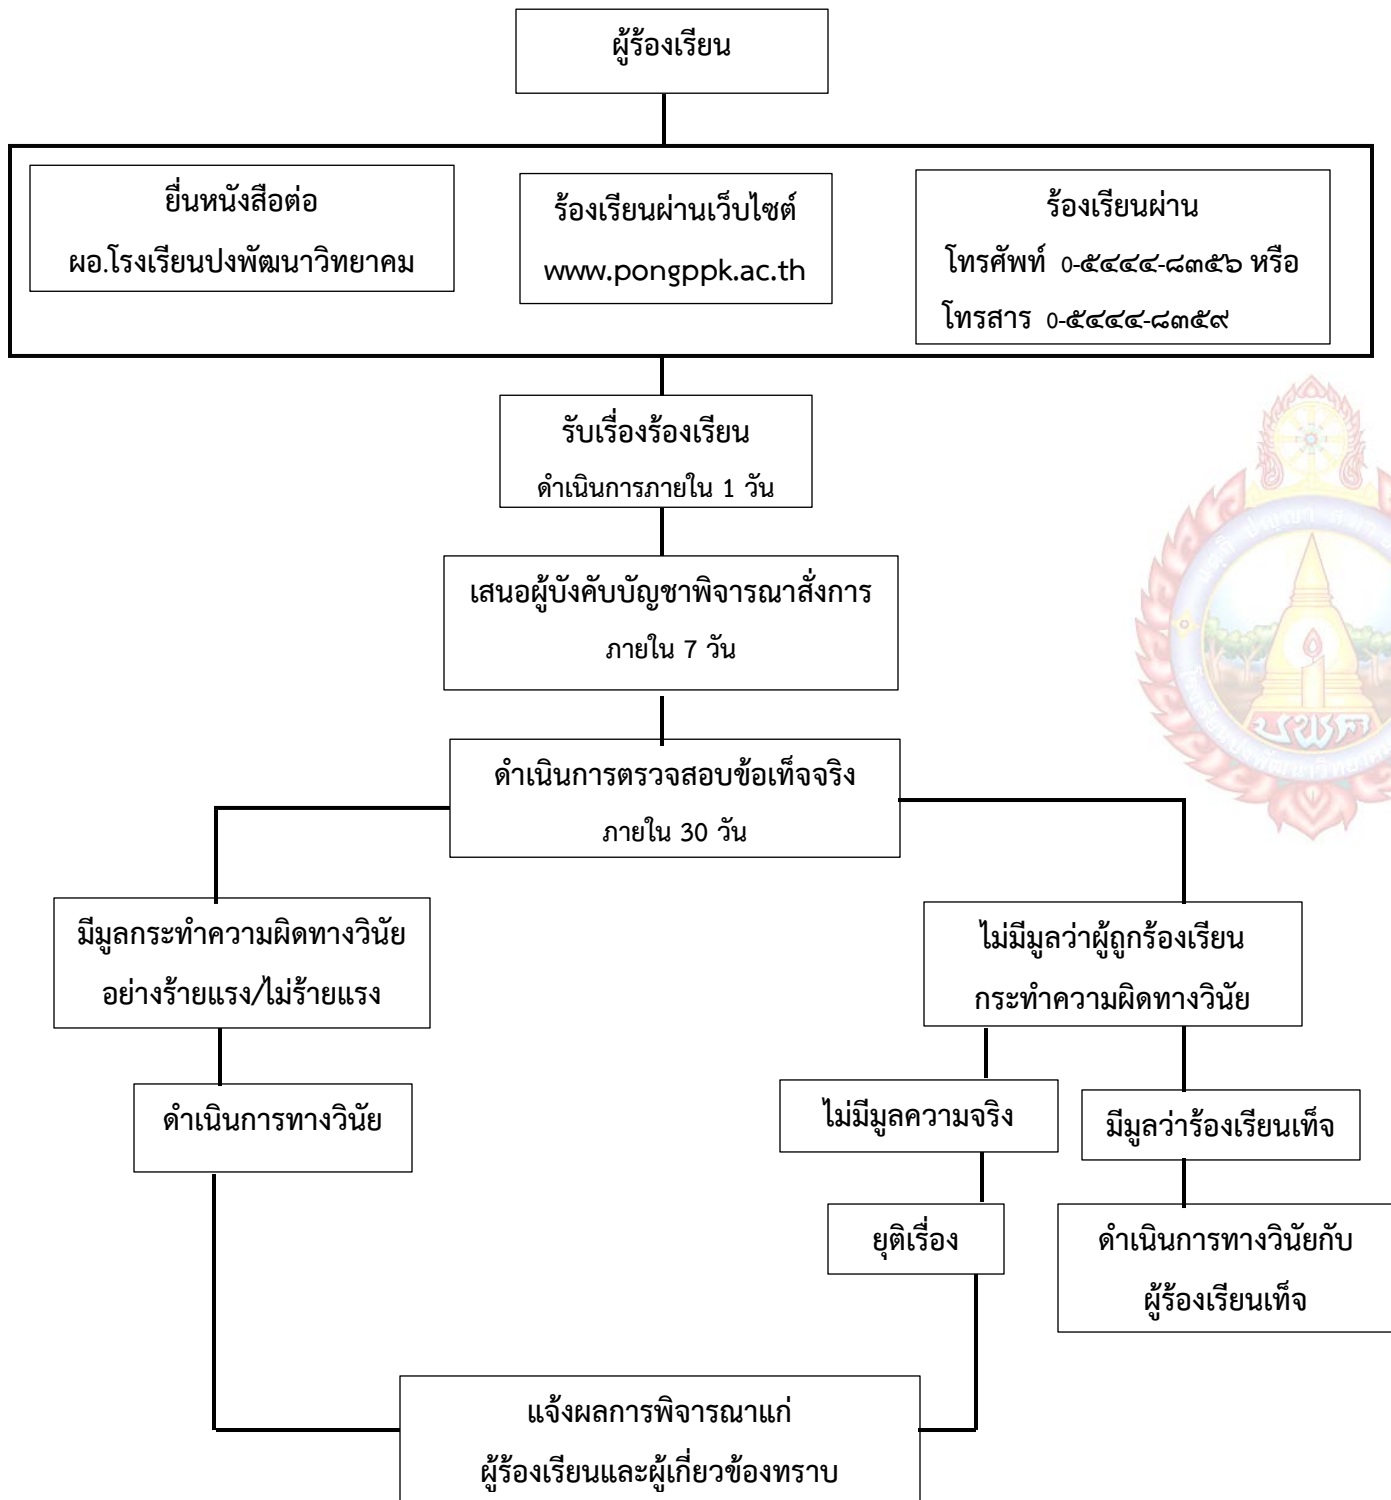 ผู้ร้องเรียน
ยื่นหนังสือต่อ
ผอ.โรงเรียนปงพัฒนาวิทยาคม
ร้องเรียนผ่านเว็บไซต์
www.pongppk.ac.th
ร้องเรียนผ่าน
โทรศัพท์ 0-๕๔๔๔-๘๓๕๖ หรือ
โทรสาร 0-๕๔๔๔-๘๓๕๙
รับเรื่องร้องเรียน
ดำเนินการภายใน 1 วัน
เสนอผู้บังคับบัญชาพิจารณาสั่งการ
ภายใน 7 วัน
ดำเนินการตรวจสอบข้อเท็จจริง
ภายใน 30 วัน
มีมูลกระทำความผิดทางวินัย
อย่างร้ายแรง/ไม่ร้ายแรง
ไม่มีมูลว่าผู้ถูกร้องเรียน
กระทำความผิดทางวินัย
ดำเนินการทางวินัย
ไม่มีมูลความจริง
มีมูลว่าร้องเรียนเท็จ
ยุติเรื่อง
ดำเนินการทางวินัยกับ
ผู้ร้องเรียนเท็จ
แจ้งผลการพิจารณาแก่
ผู้ร้องเรียนและผู้เกี่ยวข้องทราบ
ปพค